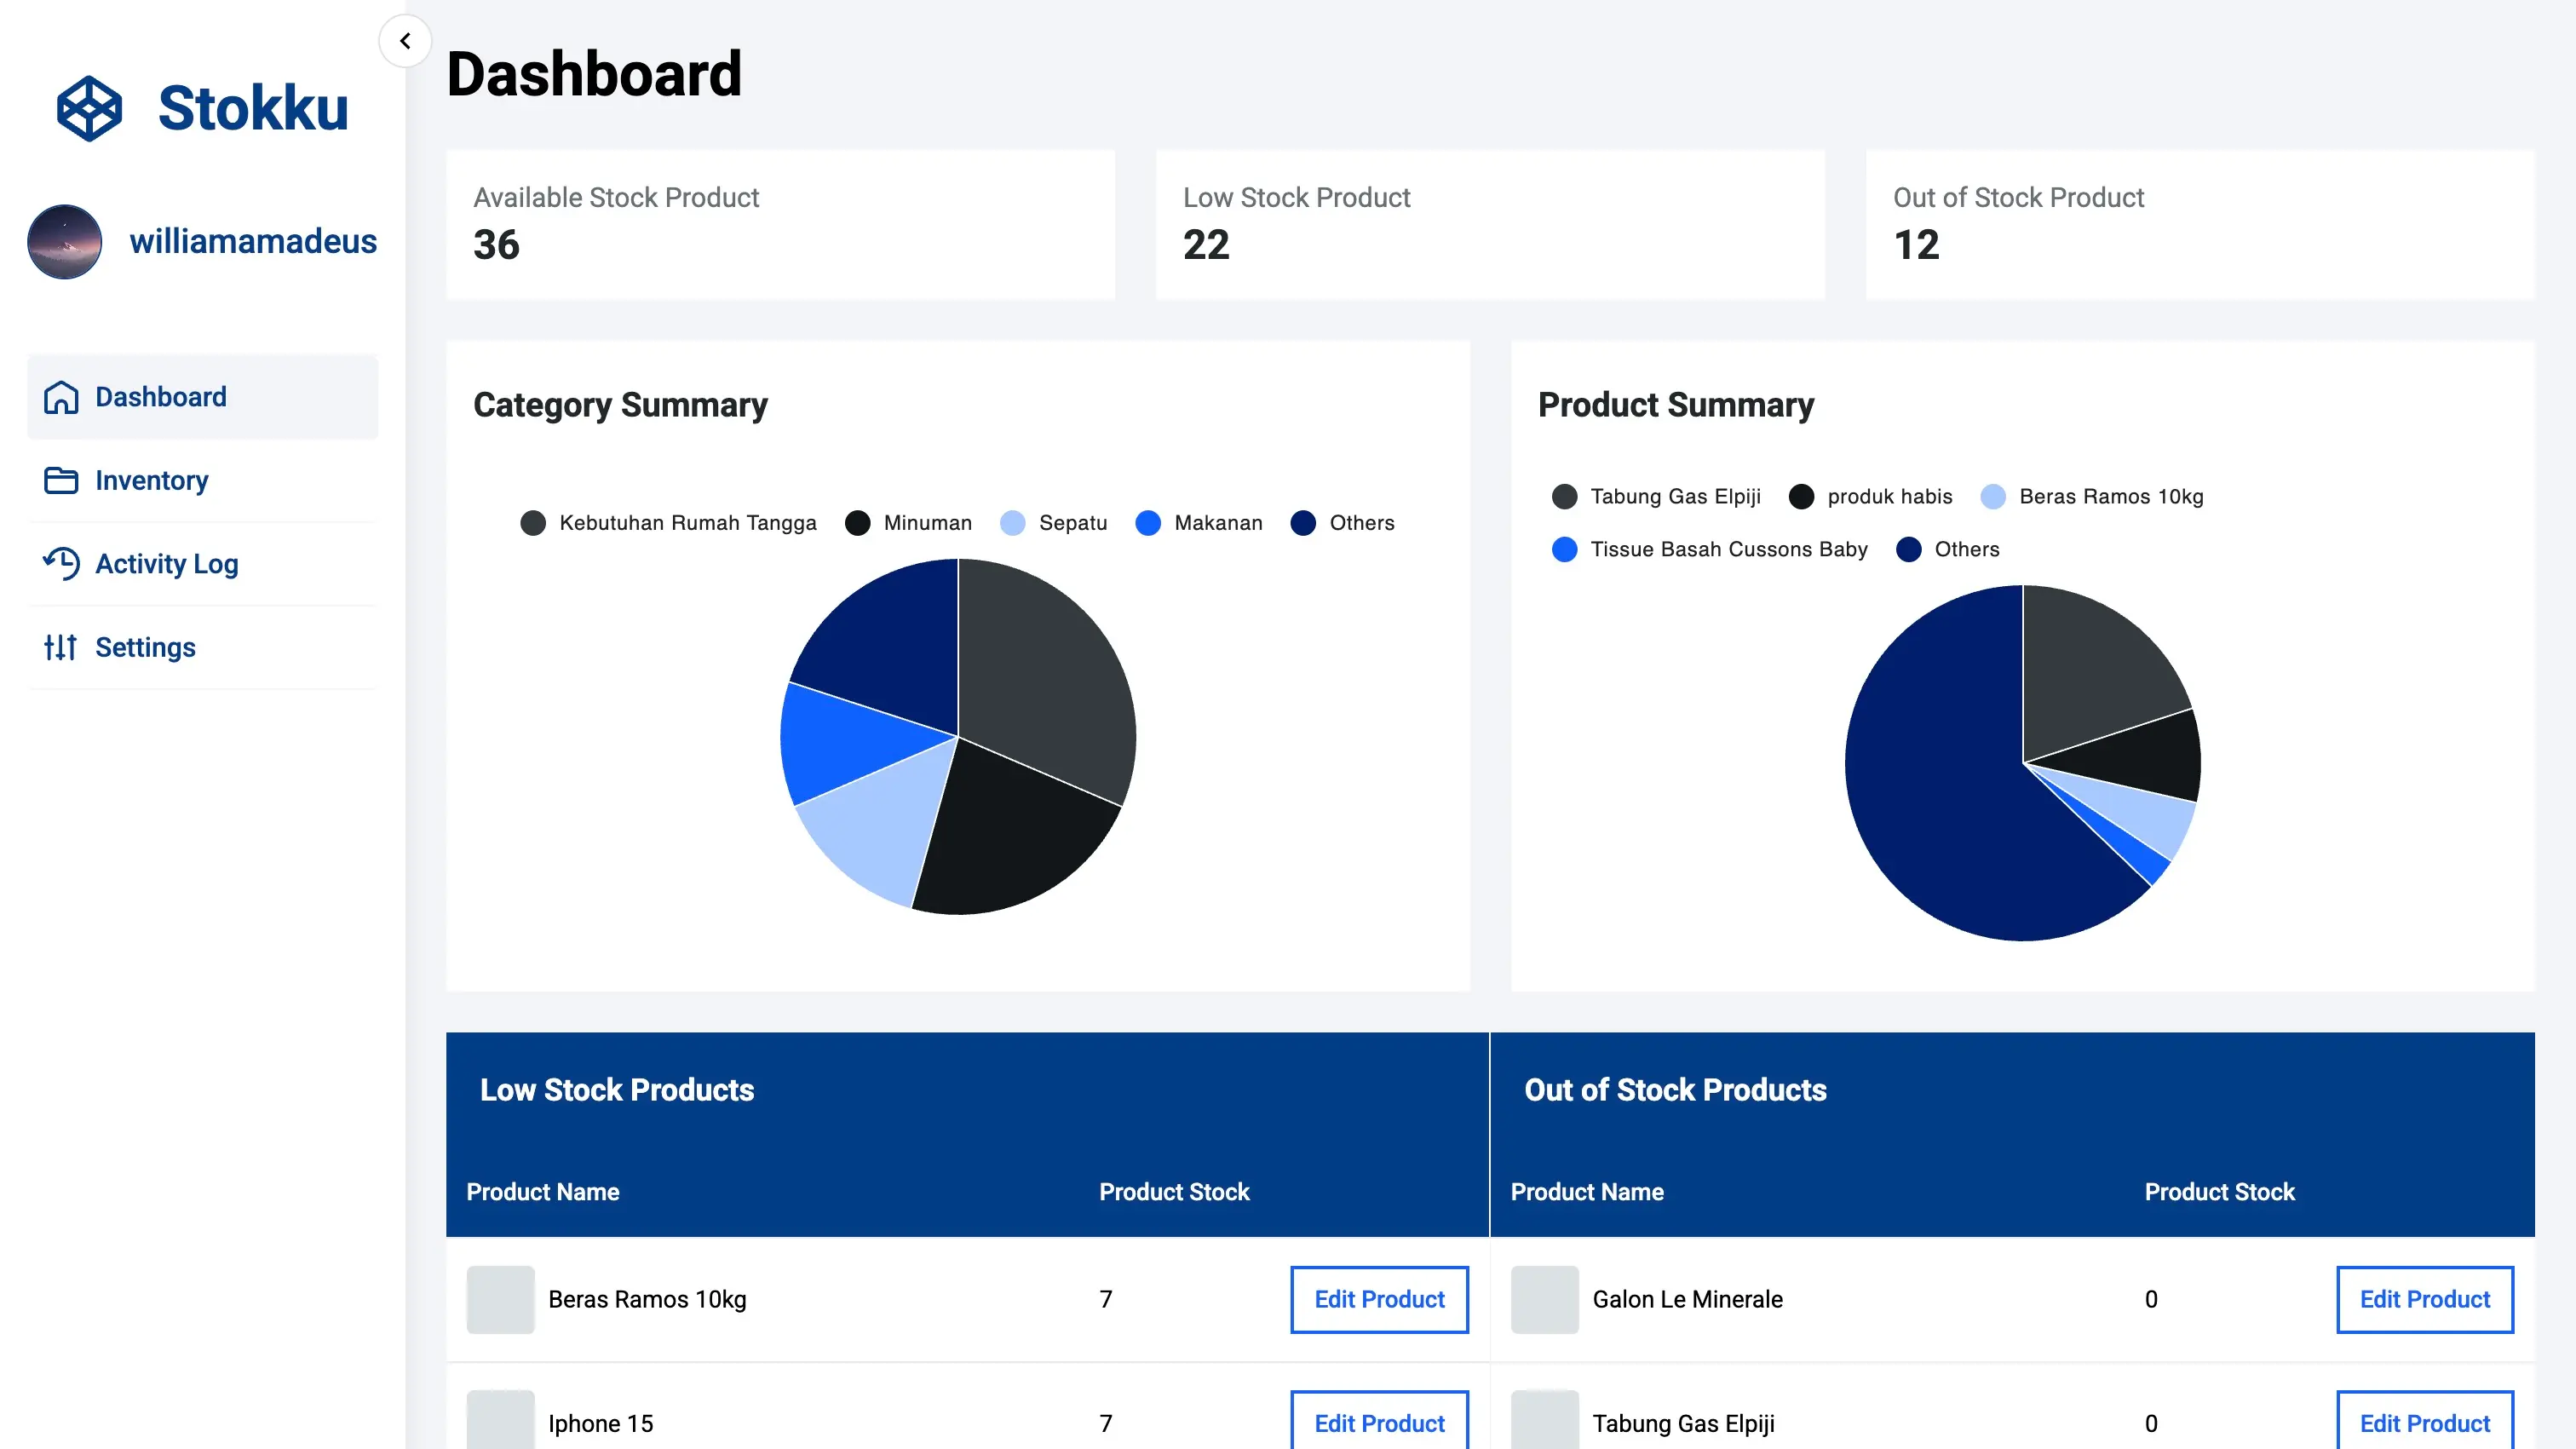 Stokku
williamamadeus
Dashboard
Inventory
Activity Log
Settings
Dashboard
Available Stock Product
36
Low Stock Product
22
Out of Stock Product
12
Category Summary
Kebutuhan Rumah Tangga Minuman Sepatu Makanan Others
Product Summary
Tabung Gas Elpiji produk habis Beras Ramos 10kg
Tissue Basah Cussons Baby Others
Low Stock Products
Product Name Product Stock
Beras Ramos 10kg 7 Edit Product
Iphone 15 7 Edit Product
Out of Stock Products
Product Name Product Stock
Galon Le Minerale 0 Edit Product
Tabung Gas Elpiji 0 Edit Product